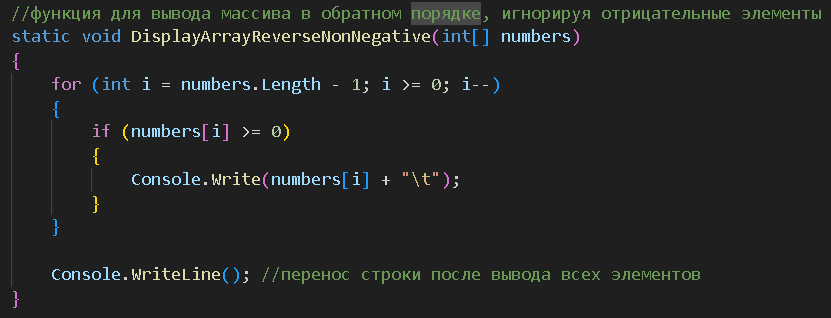 //функция для вывода массива в обратном порядке, игнорируя отрицательные элементы
static void DisplayArrayReverseNonNegative(int[] numbers)
{
    for (int i = numbers.Length - 1; i >= 0; i--)
    {
        if (numbers[i] >= 0)
        {
            Console.Write(numbers[i] + "\t");
        }
    }

    Console.WriteLine(); //перенос строки после вывода всех элементов
}